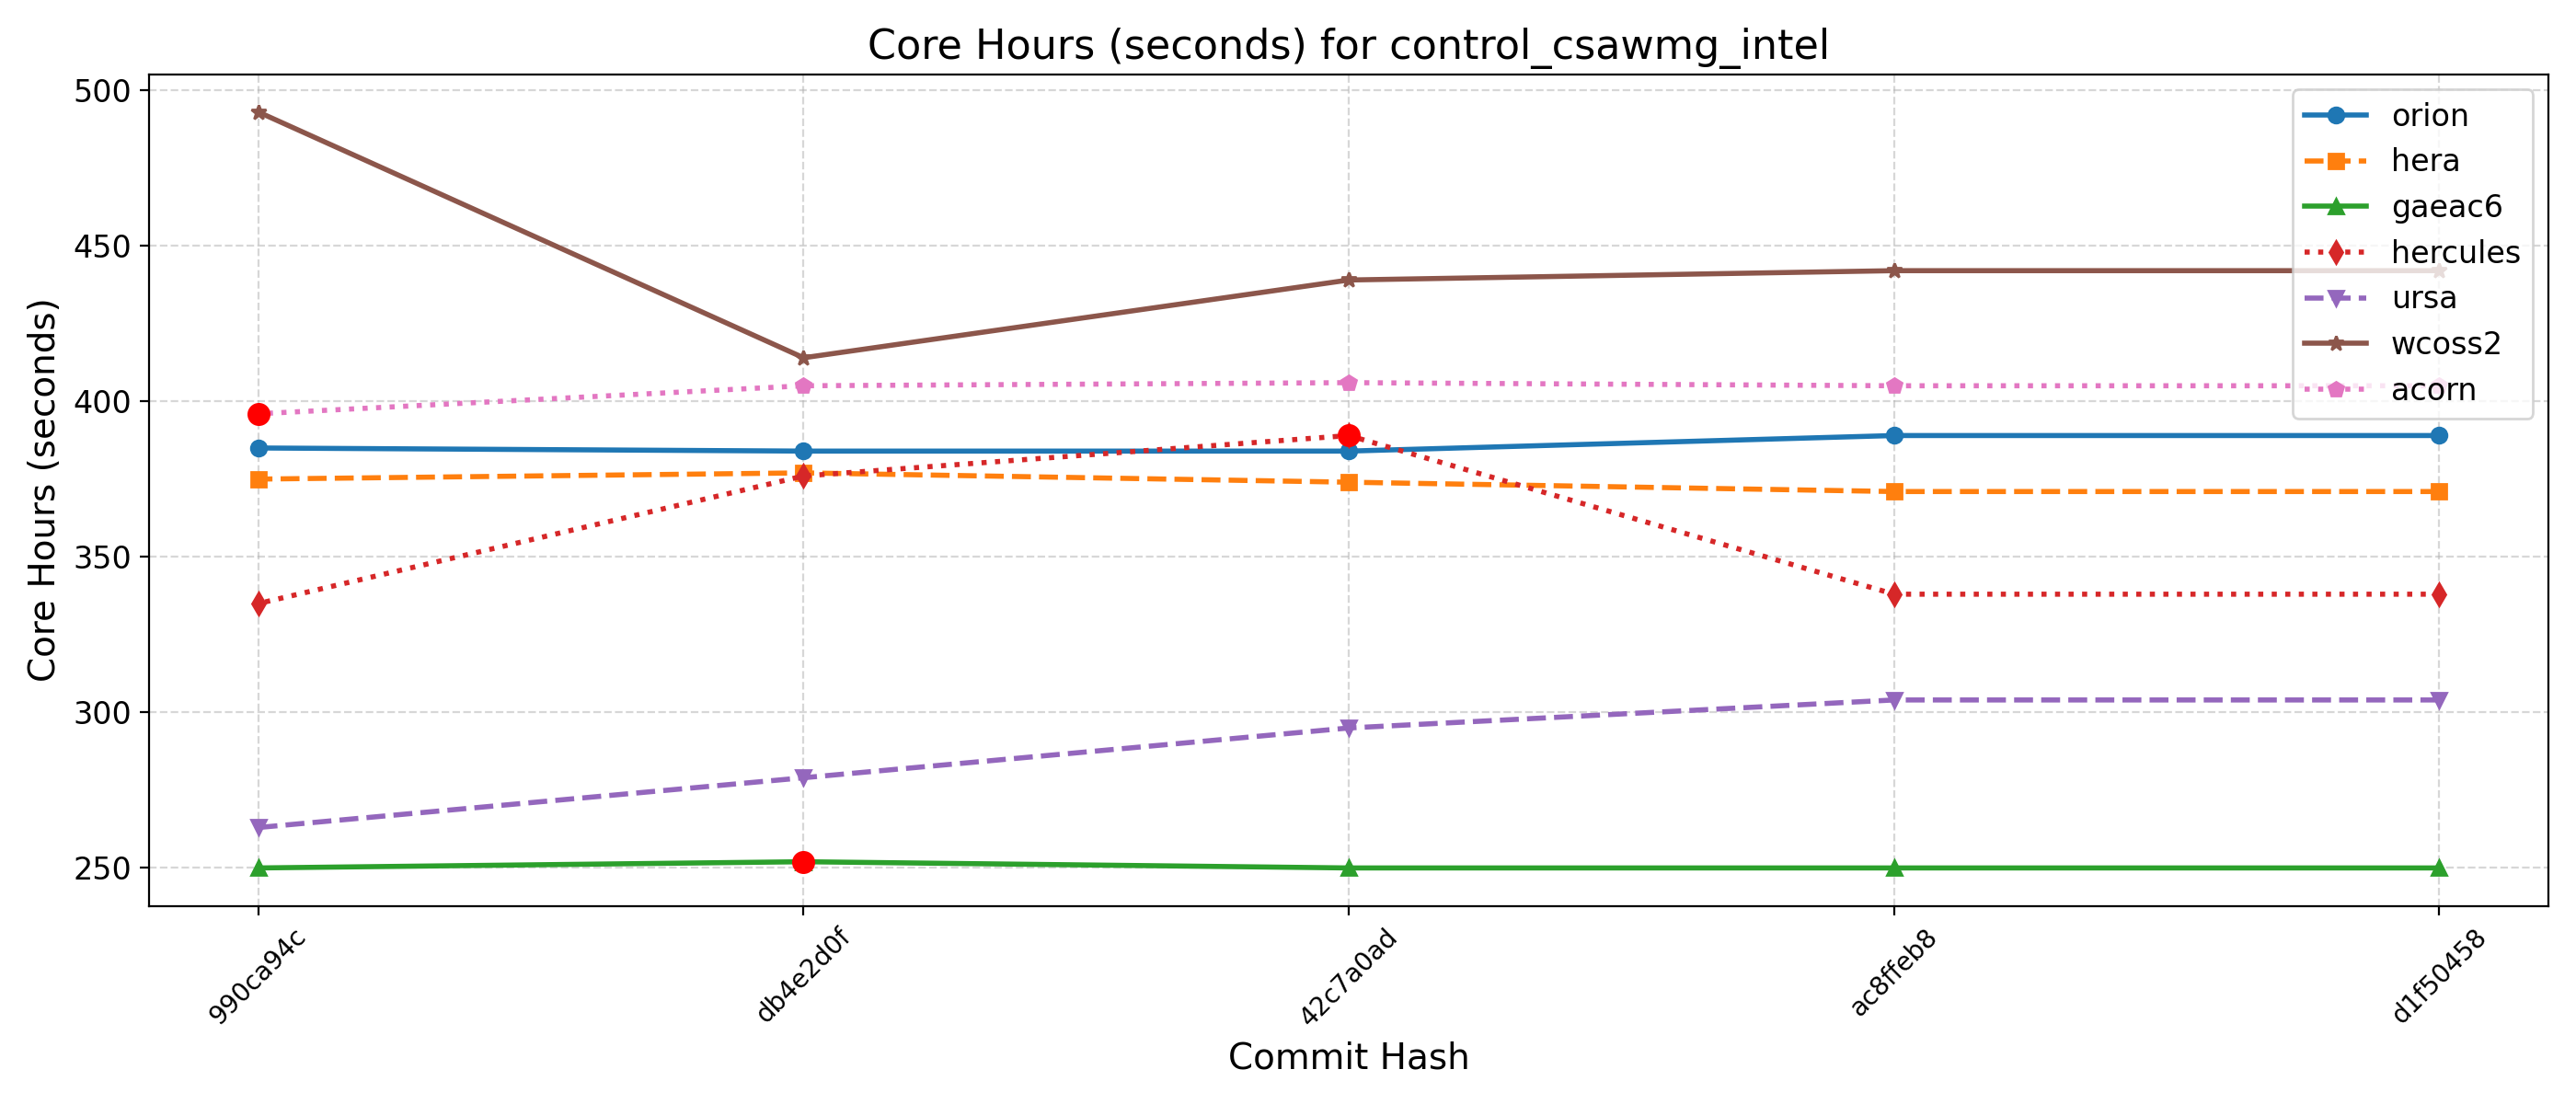 Core Hours (seconds) for control_csawmg_intel
Core Hours (seconds)
500
450
400
350
300
250
orion
hera
gaeac6
hercules
ursa
wcoss2
acorn
990ca94c
db4e2d0f
42c7a0ad
ac8ffeb8
d1f50458
Commit Hash